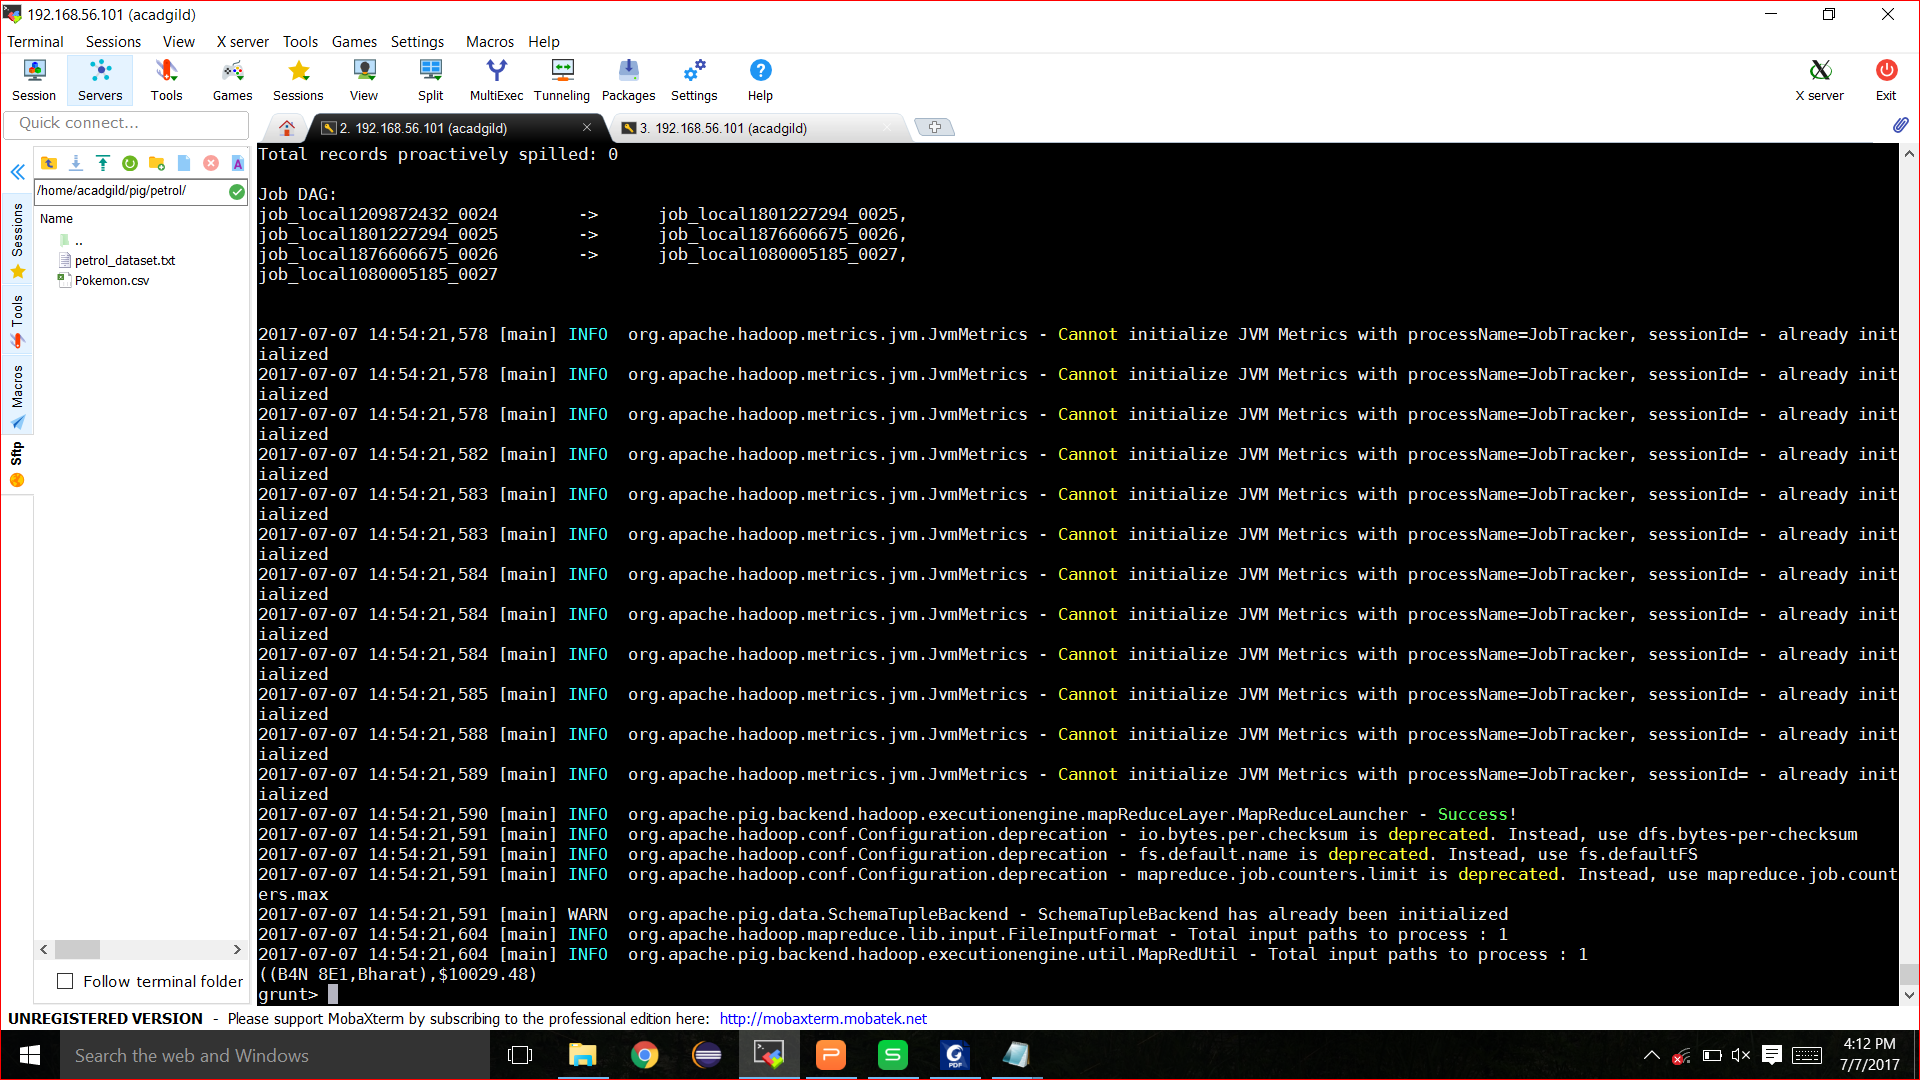 192.168.56.101 (acadgild)
Terminal Sessions View X server Tools Games Settings Macros Help
Session Servers Tools Games Sessions View Split MultiExec Tunneling Packages Settings Help X server Exit
Quick connect...
2. 192.168.56.101 (acadgild)
3. 192.168.56.101 (acadgild)
/home/acadgild/pig/petrol/
Name
..
petrol_dataset.txt
Pokemon.csv
Sessions
Tools
Macros
Sftp
Follow terminal folder
Total records proactively spilled: 0
Job DAG:
job_local1209872432_0024 -> job_local1801227294_0025,
job_local1801227294_0025 -> job_local1876606675_0026,
job_local1876606675_0026 -> job_local1080005185_0027,
job_local1080005185_0027
2017-07-07 14:54:21,578 [main] INFO org.apache.hadoop.metrics.jvm.JvmMetrics - Cannot initialize JVM Metrics with processName=JobTracker, sessionId= - already init
ialized
2017-07-07 14:54:21,578 [main] INFO org.apache.hadoop.metrics.jvm.JvmMetrics - Cannot initialize JVM Metrics with processName=JobTracker, sessionId= - already init
ialized
2017-07-07 14:54:21,578 [main] INFO org.apache.hadoop.metrics.jvm.JvmMetrics - Cannot initialize JVM Metrics with processName=JobTracker, sessionId= - already init
ialized
2017-07-07 14:54:21,582 [main] INFO org.apache.hadoop.metrics.jvm.JvmMetrics - Cannot initialize JVM Metrics with processName=JobTracker, sessionId= - already init
ialized
2017-07-07 14:54:21,583 [main] INFO org.apache.hadoop.metrics.jvm.JvmMetrics - Cannot initialize JVM Metrics with processName=JobTracker, sessionId= - already init
ialized
2017-07-07 14:54:21,583 [main] INFO org.apache.hadoop.metrics.jvm.JvmMetrics - Cannot initialize JVM Metrics with processName=JobTracker, sessionId= - already init
ialized
2017-07-07 14:54:21,584 [main] INFO org.apache.hadoop.metrics.jvm.JvmMetrics - Cannot initialize JVM Metrics with processName=JobTracker, sessionId= - already init
ialized
2017-07-07 14:54:21,584 [main] INFO org.apache.hadoop.metrics.jvm.JvmMetrics - Cannot initialize JVM Metrics with processName=JobTracker, sessionId= - already init
ialized
2017-07-07 14:54:21,584 [main] INFO org.apache.hadoop.metrics.jvm.JvmMetrics - Cannot initialize JVM Metrics with processName=JobTracker, sessionId= - already init
ialized
2017-07-07 14:54:21,585 [main] INFO org.apache.hadoop.metrics.jvm.JvmMetrics - Cannot initialize JVM Metrics with processName=JobTracker, sessionId= - already init
ialized
2017-07-07 14:54:21,588 [main] INFO org.apache.hadoop.metrics.jvm.JvmMetrics - Cannot initialize JVM Metrics with processName=JobTracker, sessionId= - already init
ialized
2017-07-07 14:54:21,589 [main] INFO org.apache.hadoop.metrics.jvm.JvmMetrics - Cannot initialize JVM Metrics with processName=JobTracker, sessionId= - already init
ialized
2017-07-07 14:54:21,590 [main] INFO org.apache.pig.backend.hadoop.executionengine.mapReduceLayer.MapReduceLauncher - Success!
2017-07-07 14:54:21,591 [main] INFO org.apache.hadoop.conf.Configuration.deprecation - io.bytes.per.checksum is deprecated. Instead, use dfs.bytes-per-checksum
2017-07-07 14:54:21,591 [main] INFO org.apache.hadoop.conf.Configuration.deprecation - fs.default.name is deprecated. Instead, use fs.defaultFS
2017-07-07 14:54:21,591 [main] INFO org.apache.hadoop.conf.Configuration.deprecation - mapreduce.job.counters.limit is deprecated. Instead, use mapreduce.job.count
ers.max
2017-07-07 14:54:21,591 [main] WARN org.apache.pig.data.SchemaTupleBackend - SchemaTupleBackend has already been initialized
2017-07-07 14:54:21,604 [main] INFO org.apache.hadoop.mapreduce.lib.input.FileInputFormat - Total input paths to process : 1
2017-07-07 14:54:21,604 [main] INFO org.apache.pig.backend.hadoop.executionengine.util.MapRedUtil - Total input paths to process : 1
((B4N 8E1,Bharat),$10029.48)
grunt>
UNREGISTERED VERSION - Please support MobaXterm by subscribing to the professional edition here: http://mobaxterm.mobatek.net
Search the web and Windows
4:12 PM
7/7/2017